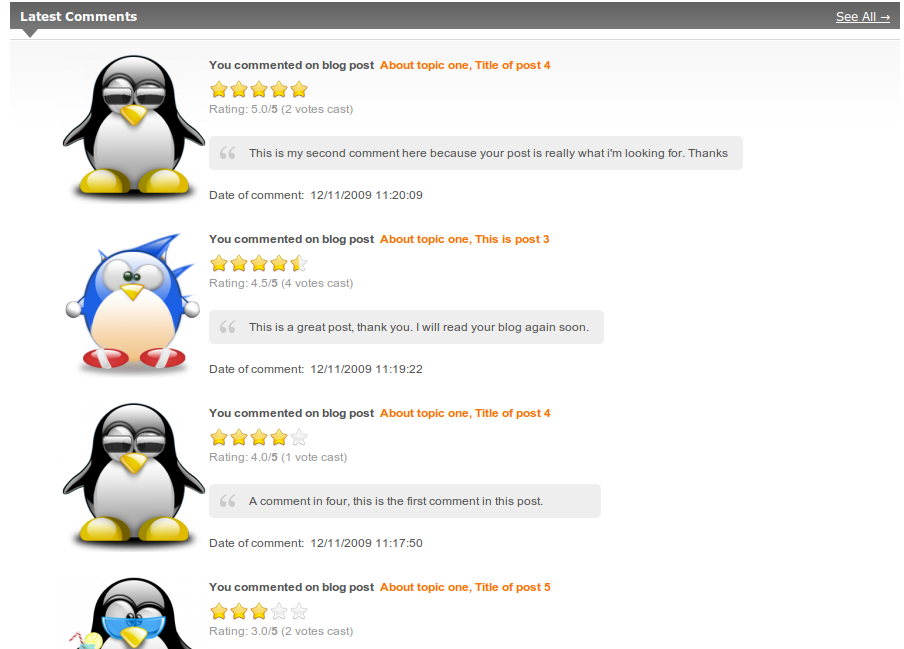 Latest Comments
See All →
You commented on blog post About topic one, Title of post 4
Rating: 5.0/5 (2 votes cast)
“ This is my second comment here because your post is really what i'm looking for. Thanks
Date of comment: 12/11/2009 11:20:09
You commented on blog post About topic one, This is post 3
Rating: 4.5/5 (4 votes cast)
“ This is a great post, thank you. I will read your blog again soon.
Date of comment: 12/11/2009 11:19:22
You commented on blog post About topic one, Title of post 4
Rating: 4.0/5 (1 vote cast)
“ A comment in four, this is the first comment in this post.
Date of comment: 12/11/2009 11:17:50
You commented on blog post About topic one, Title of post 5
Rating: 3.0/5 (2 votes cast)